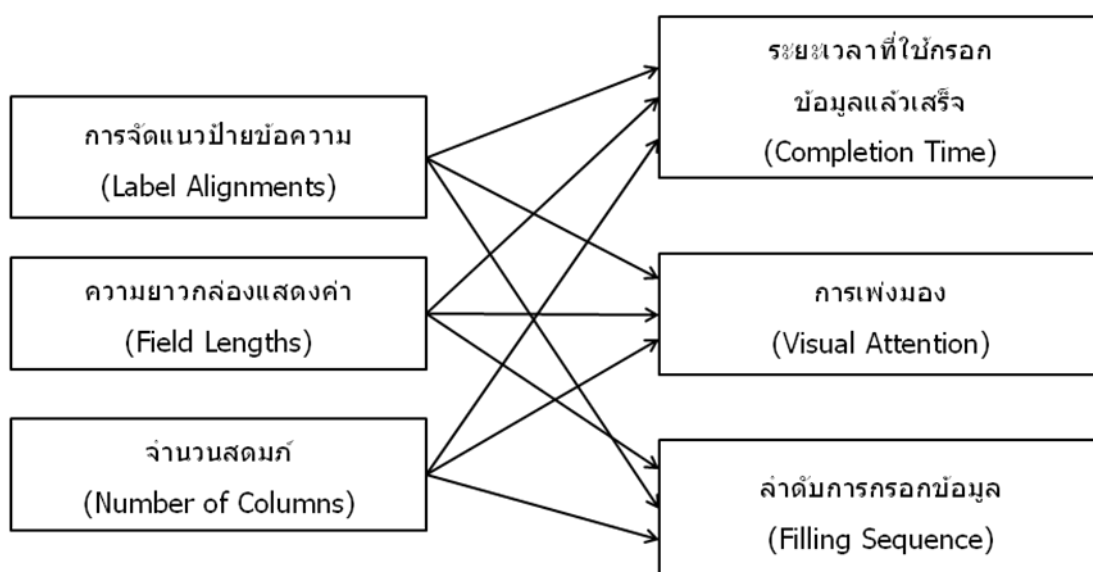 การจัดแนวป้ายข้อความ
(Label Alignments)
ความยาวกล่องแสดงค่า
(Field Lengths)
จำนวนสดมภ์
(Number of Columns)
ระยะเวลาที่ใช้กรอก
ข้อมูลแล้วเสร็จ
(Completion Time)
การเพ่งมอง
(Visual Attention)
ลำดับการกรอกข้อมูล
(Filling Sequence)